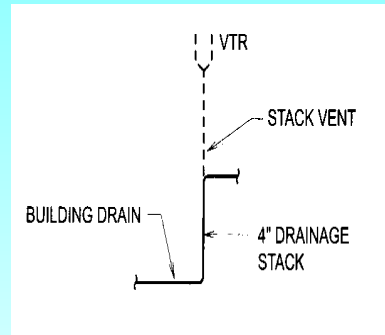 VTR
STACK VENT
BUILDING DRAIN
4" DRAINAGE
STACK